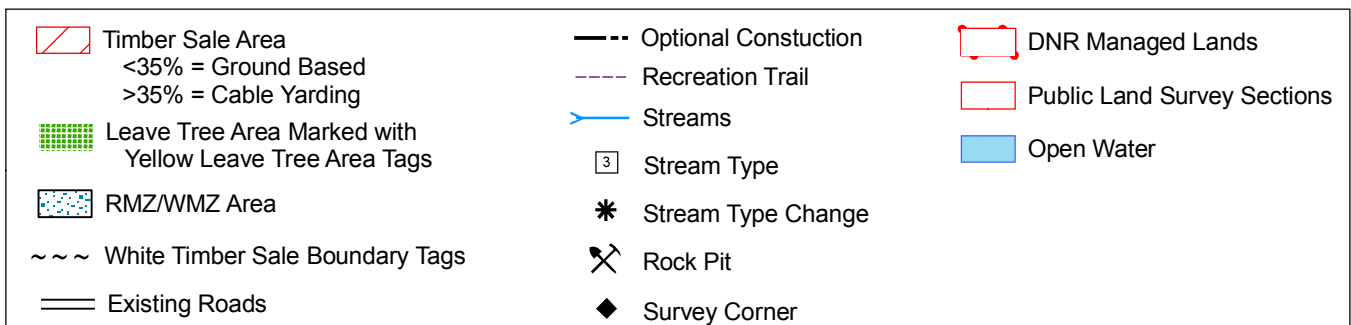 Timber Sale Area
<35% = Ground Based
>35% = Cable Yarding
Leave Tree Area Marked with
Yellow Leave Tree Area Tags
RMZ/WMZ Area
White Timber Sale Boundary Tags
Existing Roads
Optional Constuction
Recreation Trail
Streams
3 Stream Type
Stream Type Change
Rock Pit
Survey Corner
DNR Managed Lands
Public Land Survey Sections
Open Water